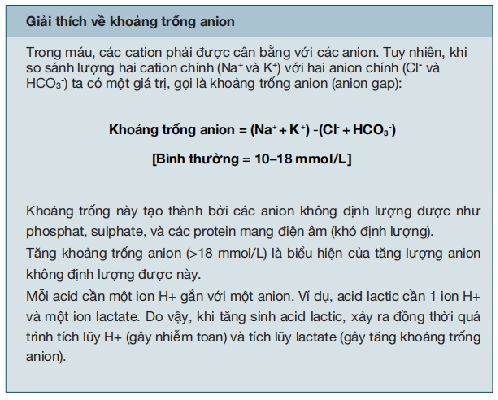 Giải thích về khoảng trống anion
Trong máu, các cation phải được cân bằng với các anion. Tuy nhiên, khi
so sánh lượng hai cation chính (Na⁺ và K⁺) với hai anion chính (Cl⁻ và
HCO₃⁻) ta có một giá trị, gọi là khoảng trống anion (anion gap):
Khoảng trống anion = (Na⁺ + K⁺) -(Cl⁻ + HCO₃⁻)
[Bình thường = 10–18 mmol/L]
Khoảng trống này tạo thành bởi các anion không định lượng được như
phosphat, sulphate, và các protein mang điện âm (khó định lượng).
Tăng khoảng trống anion (>18 mmol/L) là biểu hiện của tăng lượng anion
không định lượng được này.
Mỗi acid cần một ion H+ gắn với một anion. Ví dụ, acid lactic cần 1 ion H+
và một ion lactate. Do vậy, khi tăng sinh acid lactic, xảy ra đồng thời quá
trình tích lũy H+ (gây nhiễm toan) và tích lũy lactate (gây tăng khoảng trống
anion).